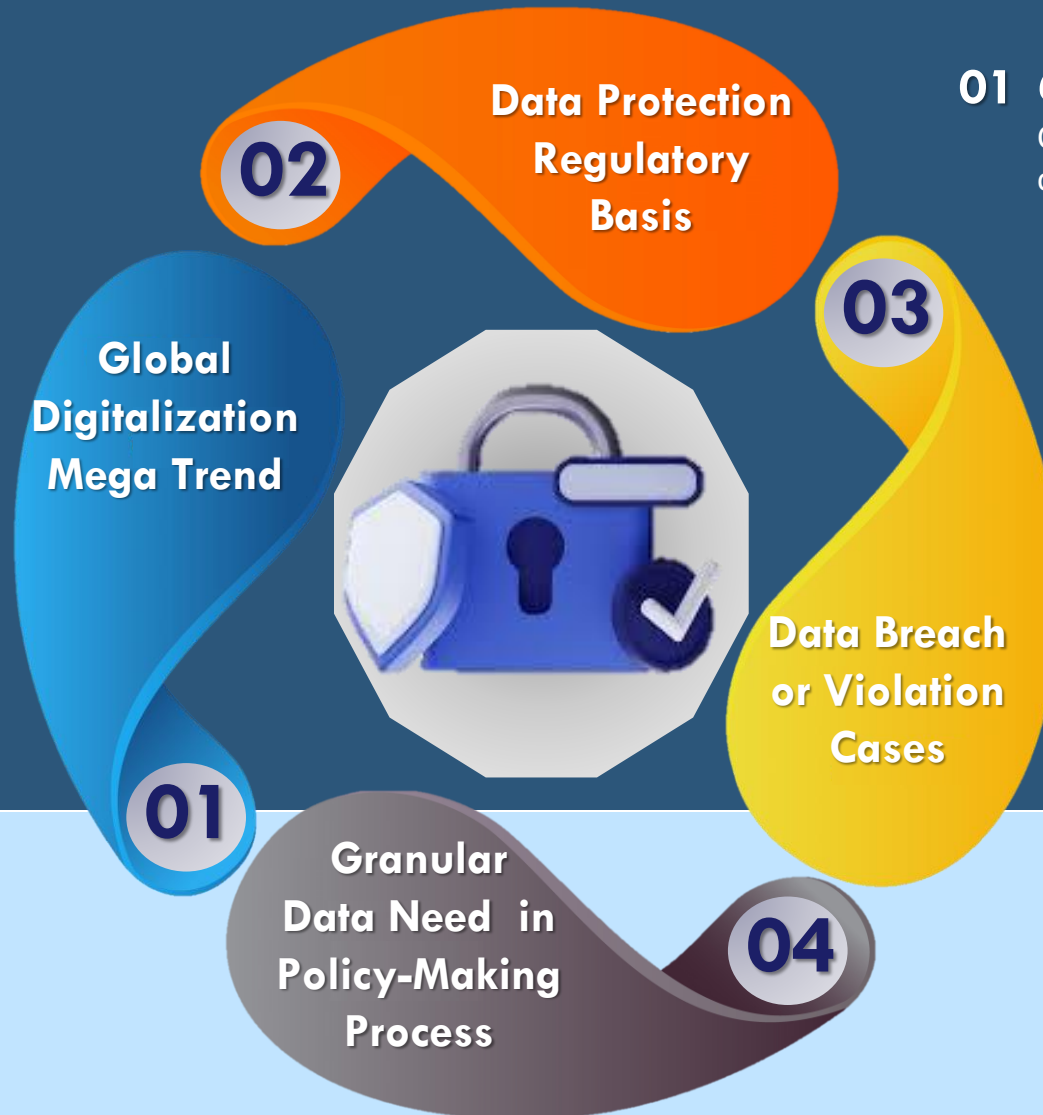 01
Global
Digitalization
Mega Trend
02
Data Protection
Regulatory
Basis
03
Data Breach
or Violation
Cases
04
Granular
Data Need in
Policy-Making
Process
01